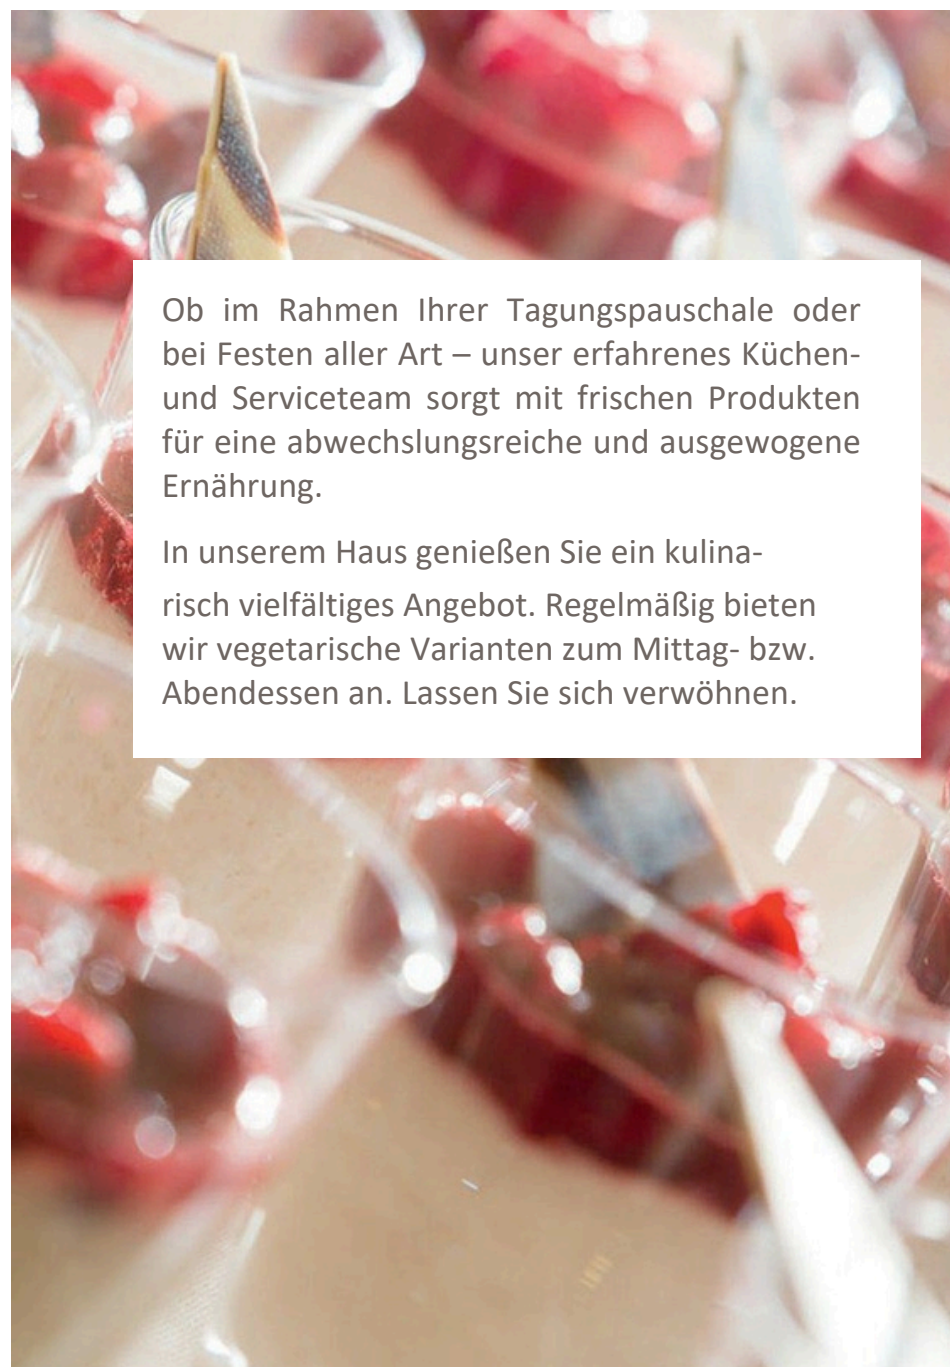 Ob im Rahmen Ihrer Tagungspauschale oder
bei Festen aller Art – unser erfahrenes Küchen-
und Serviceteam sorgt mit frischen Produkten
für eine abwechslungsreiche und ausgewogene
Ernährung.
In unserem Haus genießen Sie ein kulina-
risch vielfältiges Angebot. Regelmäßig bieten
wir vegetarische Varianten zum Mittag- bzw.
Abendessen an. Lassen Sie sich verwöhnen.